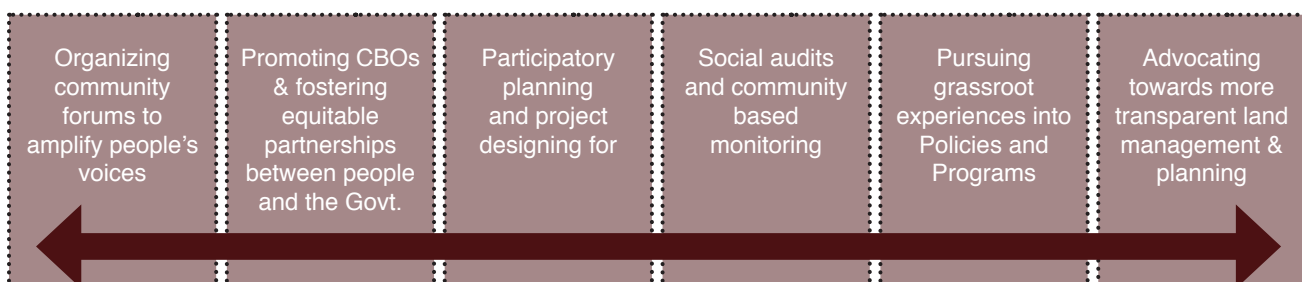 Organizing
community
forums to
amplify people's
voices
Promoting CBOs
& fostering
equitable
partnerships
between people
and the Govt.
Participatory
planning
and project
designing for
Social audits
and community
based
monitoring
Pursuing
grassroot
experiences into
Policies and
Programs
Advocating
towards more
transparent land
management &
planning